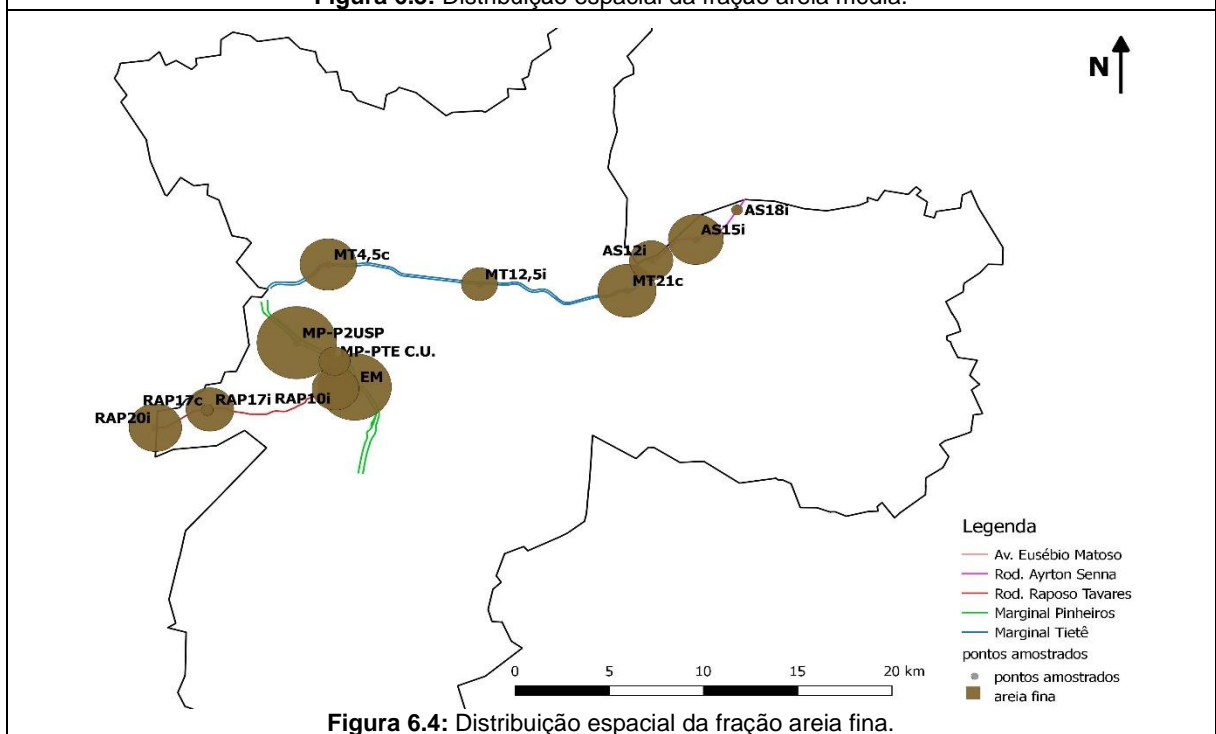 Figura 6.3: Distribuição espacial da fração areia média.
N
AS18i
AS15i
AS12i
MT4,5c
MT12,5i
MT21c
MP-P2USP
MP-PTE C.U.
EM
RAP17c
RAP17i
RAP10i
RAP20i
Legenda
Av. Eusébio Matoso
Rod. Ayrton Senna
Rod. Raposo Tavares
Marginal Pinheiros
Marginal Tietê
pontos amostrados
pontos amostrados
areia fina
0 5 10 15 20 km
Figura 6.4: Distribuição espacial da fração areia fina.